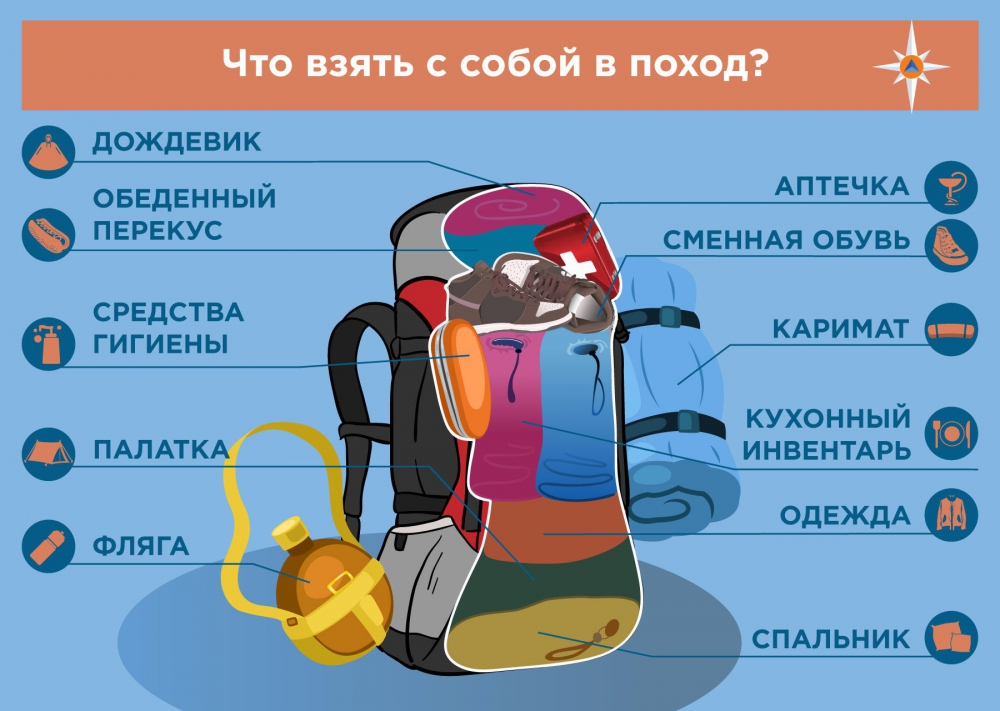 Что взять с собой в поход?
ДОЖДЕВИК
ОБЕДЕННЫЙ
ПЕРЕКУС
СРЕДСТВА
ГИГИЕНЫ
ПАЛАТКА
ФЛЯГА
АПТЕЧКА
СМЕННАЯ ОБУВЬ
КАРИМАТ
КУХОННЫЙ
ИНВЕНТАРЬ
ОДЕЖДА
СПАЛЬНИК